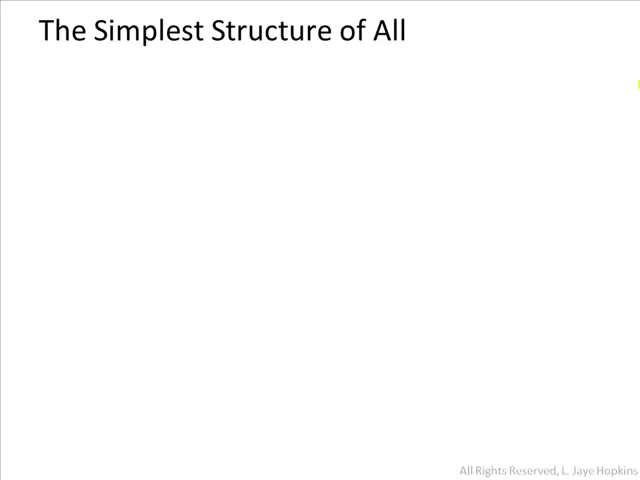 The Simplest Structure of All
All Rights Reserved, L. Jaye Hopkins